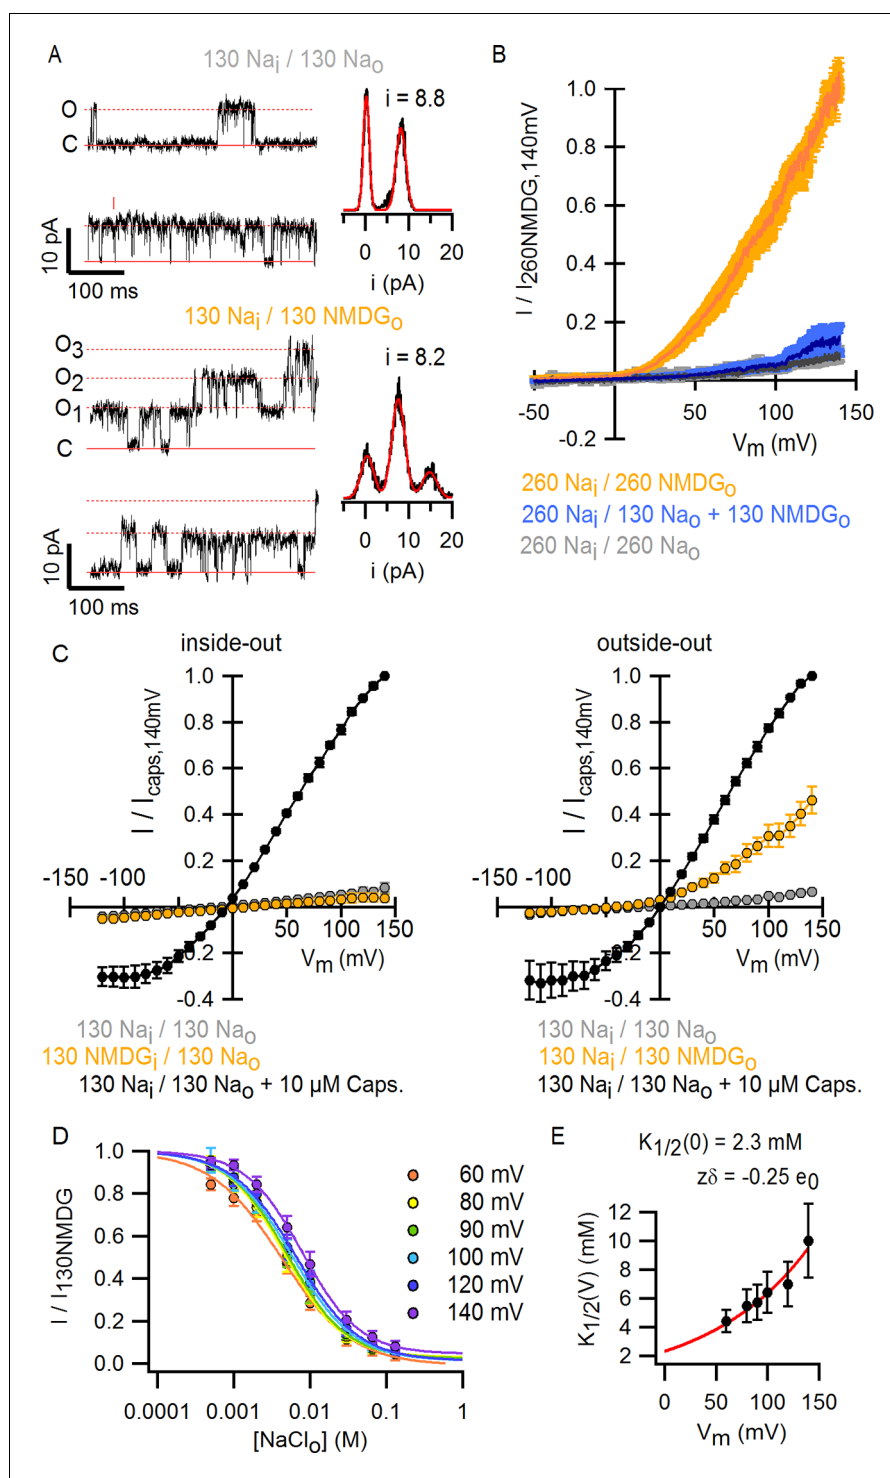 A
130 Nai / 130 Nao
O
C
i = 8.8
10 pA
100 ms
0 10 20
i (pA)
130 Nai / 130 NMDGo
O3
O2
O1
C
i = 8.2
10 pA
100 ms
0 10 20
i (pA)
B
I / I260NMDG,140mV
1.0
0.8
0.6
0.4
0.2
-0.2
-50 50 100 150
Vm (mV)
260 Nai / 260 NMDGo
260 Nai / 130 Nao + 130 NMDGo
260 Nai / 260 Nao
C
inside-out
I / Icaps,140mV
1.0
0.8
0.6
0.4
0.2
-0.2
-0.4
-150 -100 50 100 150
Vm (mV)
130 Nai / 130 Nao
130 NMDGi / 130 Nao
130 Nai / 130 Nao + 10 µM Caps.
outside-out
I / Icaps,140mV
1.0
0.8
0.6
0.4
0.2
-0.2
-0.4
-150 -100 50 100 150
Vm (mV)
130 Nai / 130 Nao
130 Nai / 130 NMDGo
130 Nai / 130 Nao + 10 µM Caps.
D
I / I130NMDG
1.0
0.8
0.6
0.4
0.2
0.0
0.0001 0.001 0.01 0.1 1
[NaClo] (M)
60 mV
80 mV
90 mV
100 mV
120 mV
140 mV
E
K1/2(0) = 2.3 mM
zδ = -0.25 e0
K1/2(V) (mM)
12
10
8
6
4
2
0 50 100 150
Vm (mV)